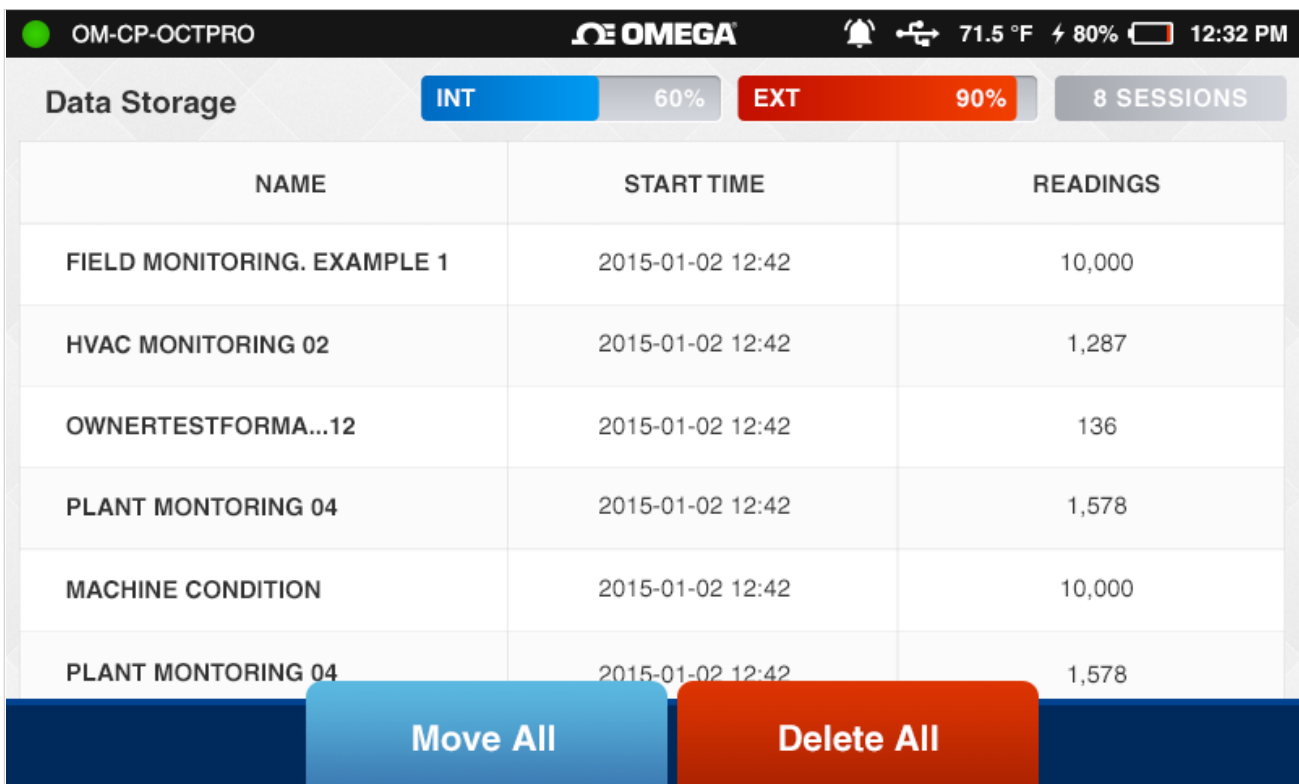 OM-CP-OCTPRO ΩE OMEGA 71.5 °F 80% 12:32 PM
Data Storage INT 60% EXT 90% 8 SESSIONS
NAME START TIME READINGS
FIELD MONITORING. EXAMPLE 1 2015-01-02 12:42 10,000
HVAC MONITORING 02 2015-01-02 12:42 1,287
OWNERTESTFORMA...12 2015-01-02 12:42 136
PLANT MONTORING 04 2015-01-02 12:42 1,578
MACHINE CONDITION 2015-01-02 12:42 10,000
PLANT MONTORING 04 2015-01-02 12:42 1,578
Move All Delete All